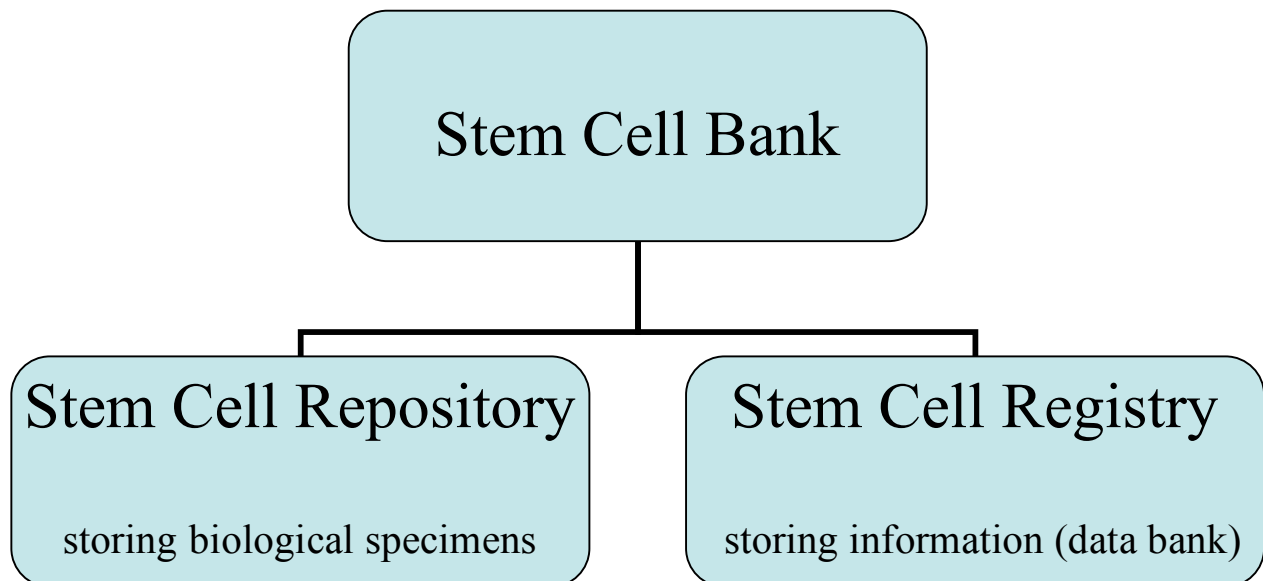 Stem Cell Bank
Stem Cell Repository
storing biological specimens
Stem Cell Registry
storing information (data bank)